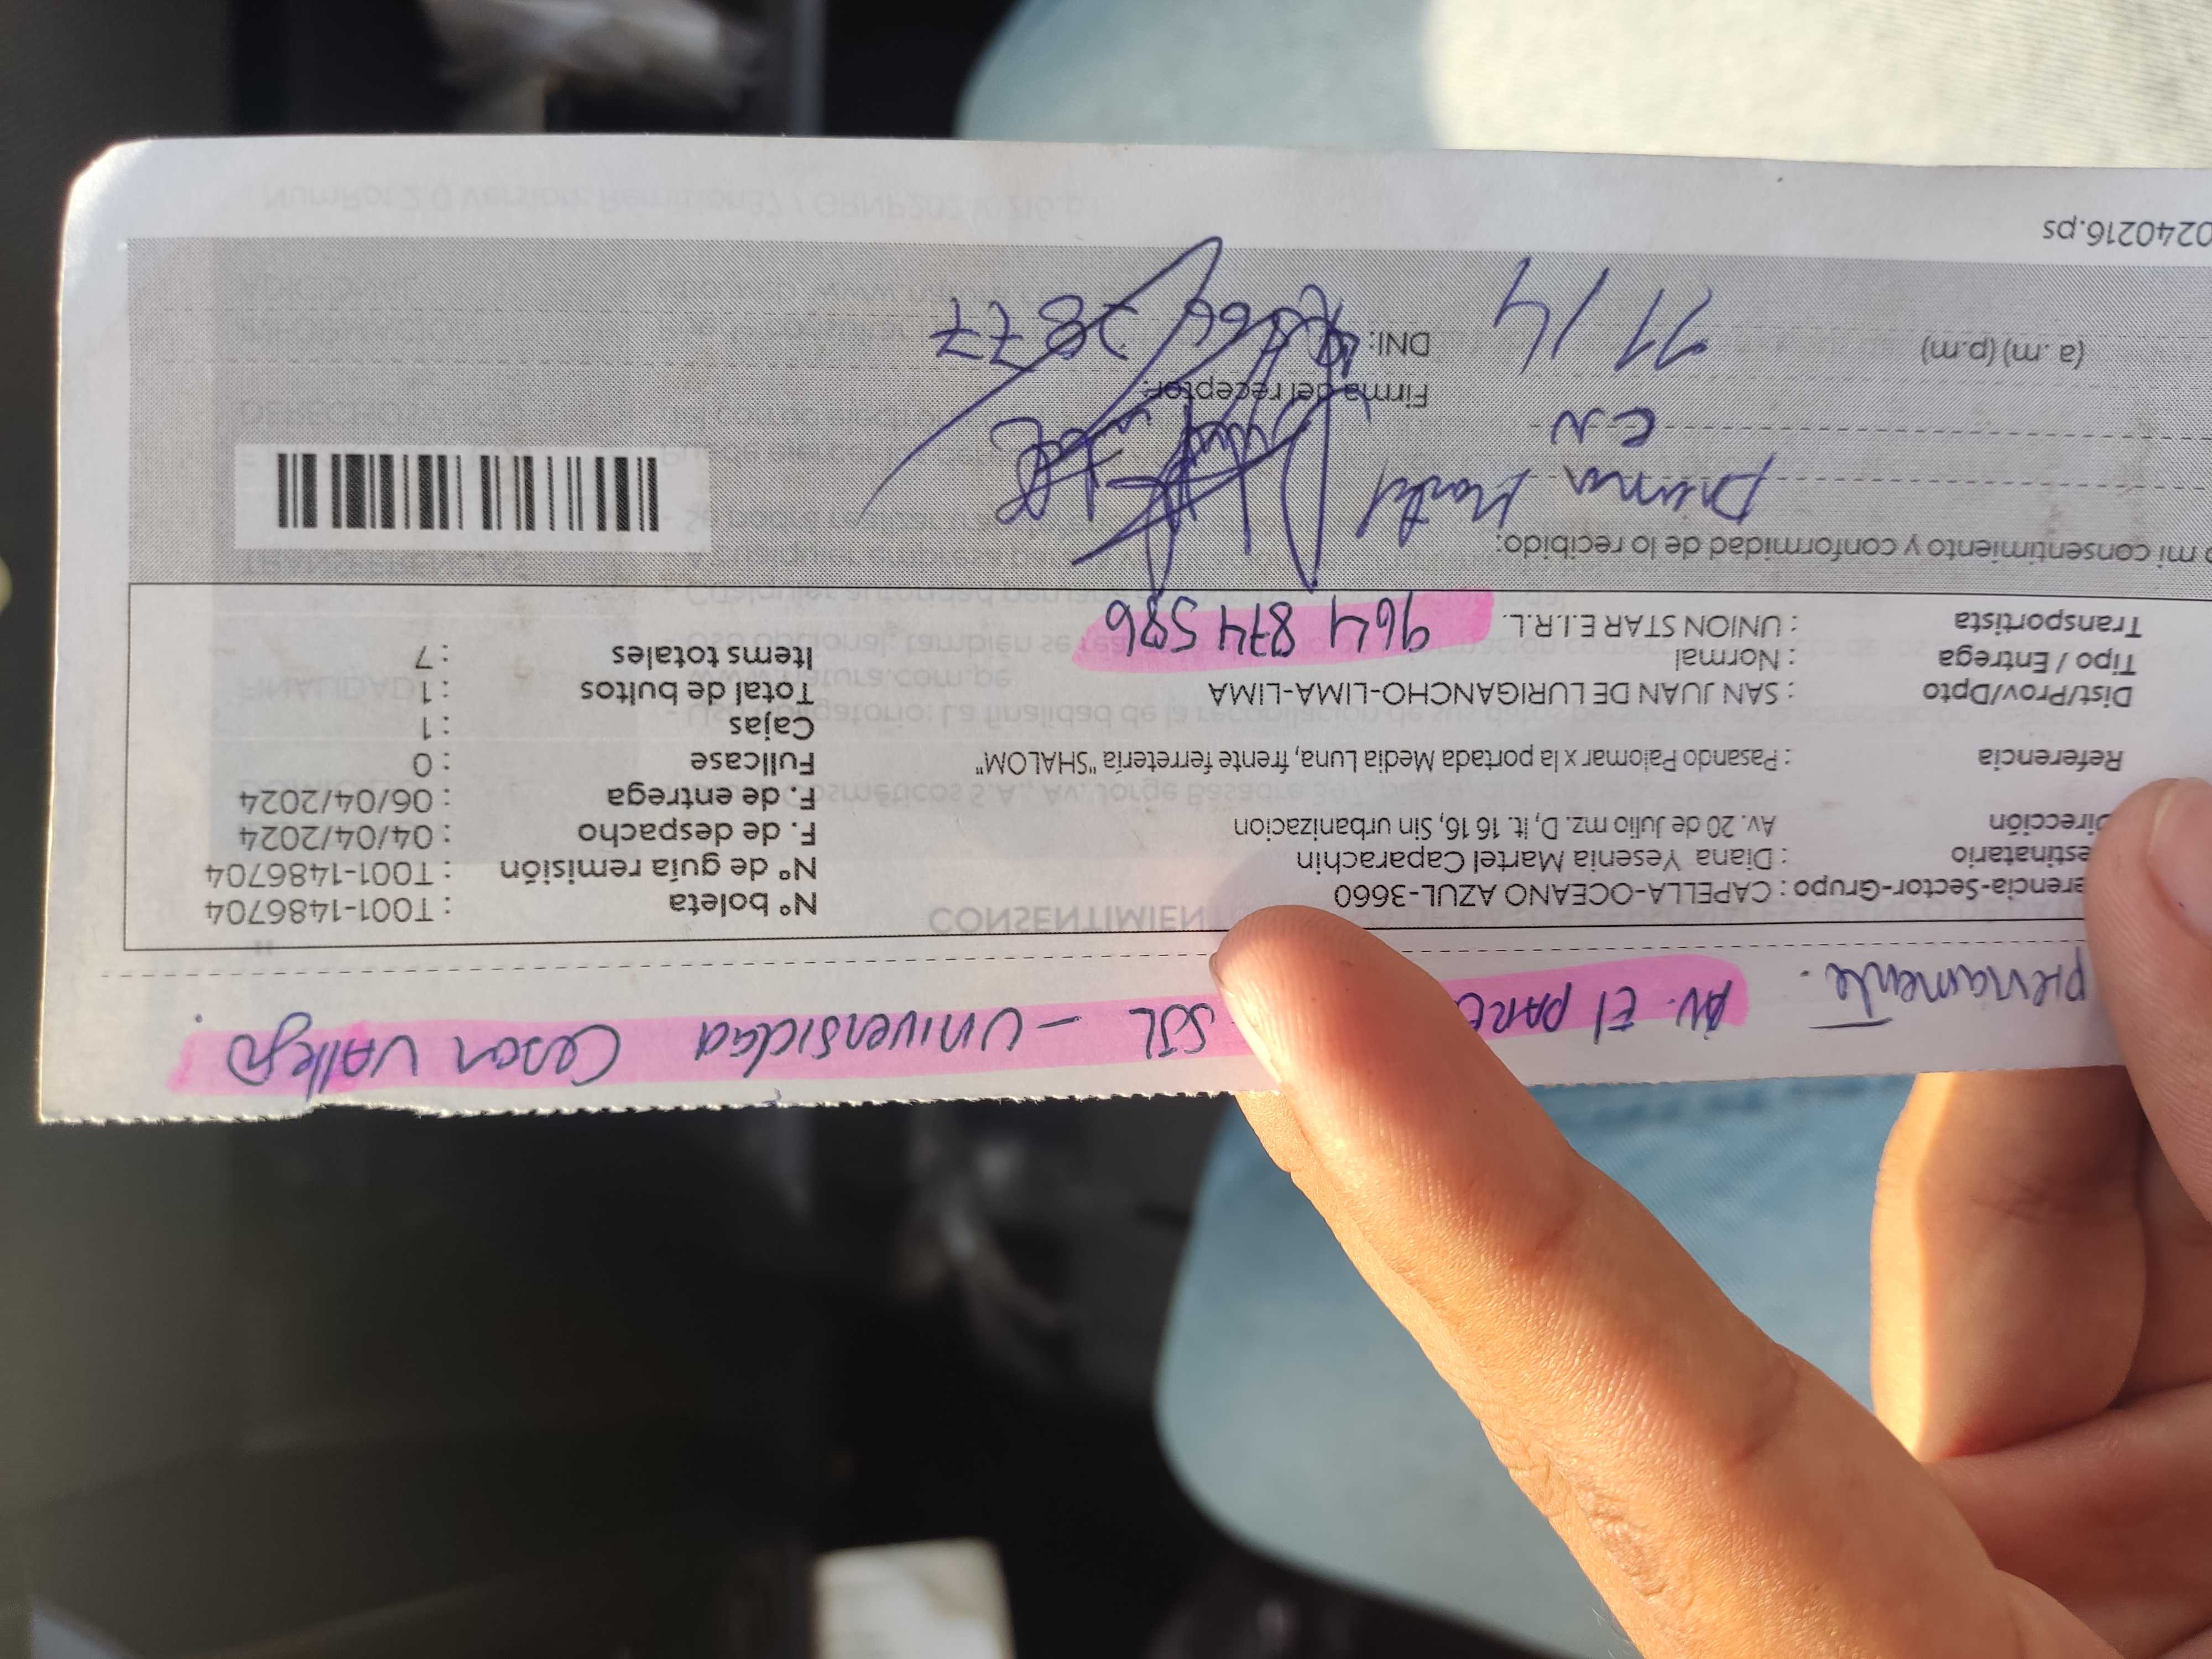 previamente. Av. El PARQ SJL - Universidad Cesar Vallejo.
"
erencia-Sector-Grupo : CAPELLA-OCEANO AZUL-3660
estinatario : Diana Yesenia Martel Caparachin
Dirección Av. 20 de Julio mz. D, lt. 16 16, Sin urbanizacion
Referencia : Pasando Palomar x la portada Media Luna, frente ferreteria "SHALOM"
Dist/Prov/Dpto : SAN JUAN DE LURIGANCHO-LIMA-LIMA
Tipo / Entrega : Normal
Transportista : UNION STAR E.I.R.L. 964 874 586
N° boleta : T001-1486704
N° de guía remisión : T001-1486704
F. de despacho : 04/04/2024
F. de entrega : 06/04/2024
Fullcase : 0
Cajas : 1
Total de bultos : 1
Items totales : 7
mi consentimiento y conformidad de lo recibido:
Martel
Firma del receptor:
(a .m) (p.m) 11/4 DNI:
0240216.ps